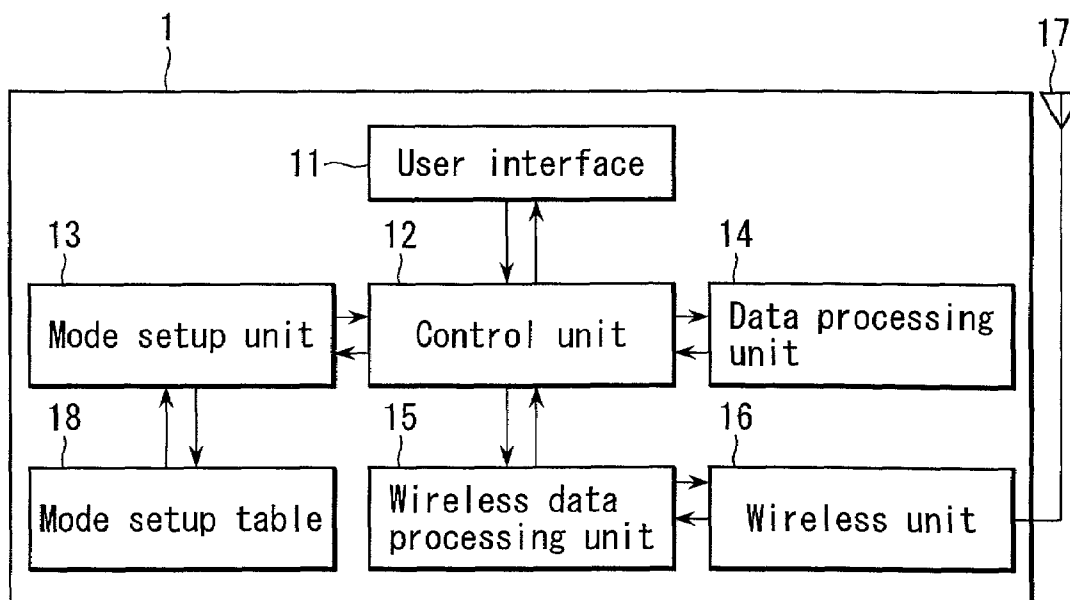 1
17
11
User interface
13
12
14
Mode setup unit
Control unit
Data processing
unit
18
15
16
Mode setup table
Wireless data
processing unit
Wireless unit